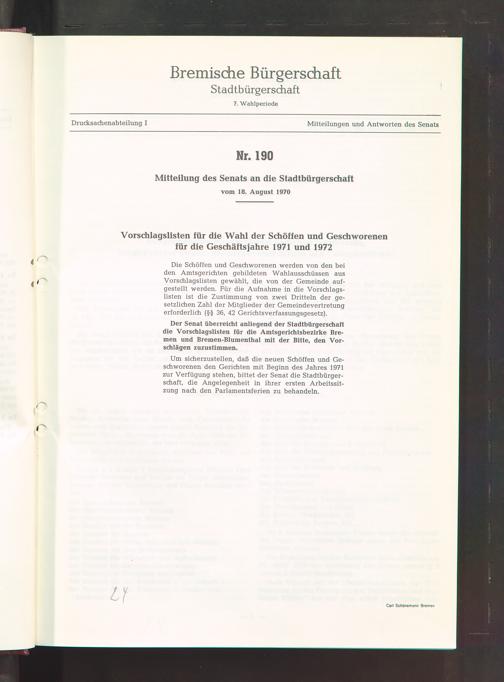 Bremische Bürgerschaft
Stadtbürgerschaft
7. Wahlperiode
Drucksachenabteilung I
Mitteilungen und Antworten des Senats
Nr. 190
Mitteilung des Senats an die Stadtbürgerschaft
vom 18. August 1970
Vorschlagslisten für die Wahl der Schöffen und Geschworenen
für die Geschäftsjahre 1971 und 1972
Die Schöffen und Geschworenen werden von den bei
den Amtsgerichten gebildeten Wahlausschüssen aus
Vorschlagslisten gewählt, die von der Gemeinde auf-
gestellt werden. Für die Aufnahme in die Vorschlags-
listen ist die Zustimmung von zwei Dritteln der ge-
setzlichen Zahl der Mitglieder der Gemeindevertretung
erforderlich (§§ 36, 42 Gerichtsverfassungsgesetz).
Der Senat überreicht anliegend der Stadtbürgerschaft
die Vorschlagslisten für die Amtsgerichtsbezirke Bre-
men und Bremen-Blumenthal mit der Bitte, den Vor-
schlägen zuzustimmen.
Um sicherzustellen, daß die neuen Schöffen und Ge-
schworenen den Gerichten mit Beginn des Jahres 1971
zur Verfügung stehen, bittet der Senat die Stadtbürger-
schaft, die Angelegenheit in ihrer ersten Arbeitssit-
zung nach den Parlamentsferien zu behandeln.
24
Carl Schünemann Bremen